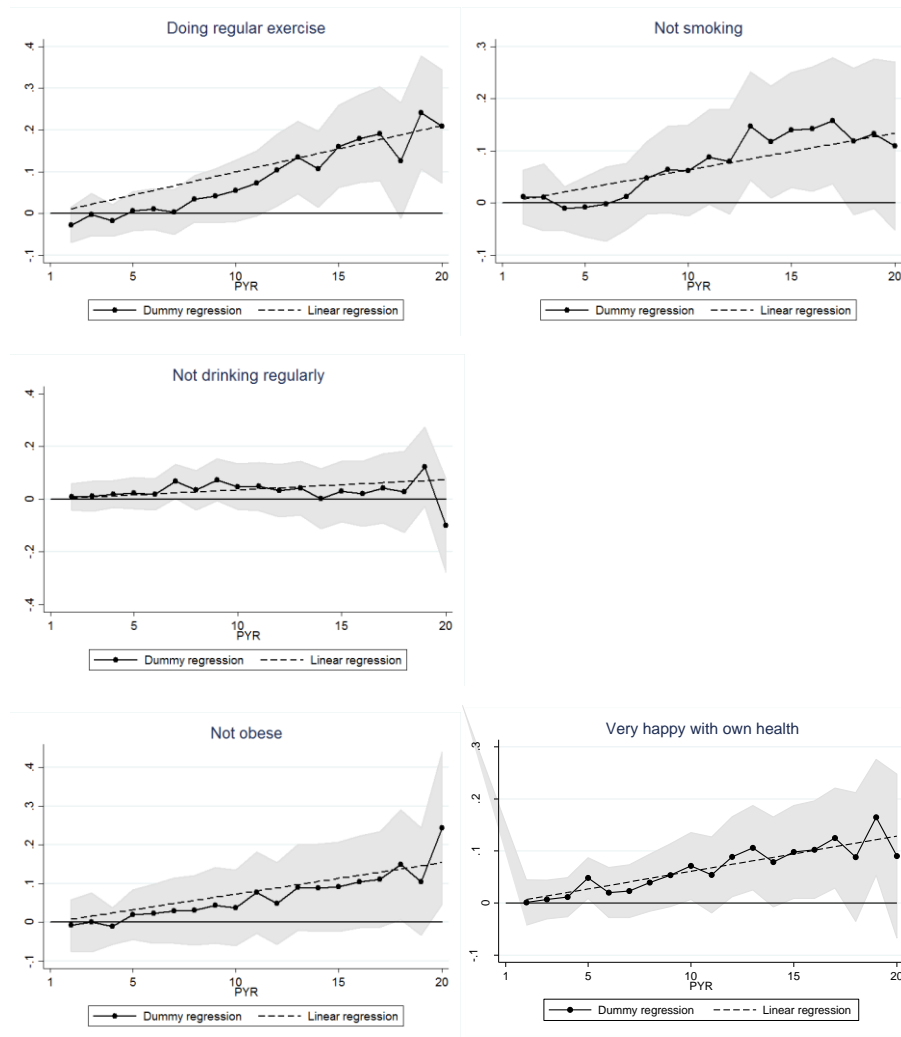 Doing regular exercise
.4
.3
.2
.1
0
-.1
1 5 10 15 20
PYR
Dummy regression Linear regression
Not smoking
.3
.2
.1
0
-.1
1 5 10 15 20
PYR
Dummy regression Linear regression
Not drinking regularly
.4
.2
0
-.2
-.4
1 5 10 15 20
PYR
Dummy regression Linear regression
Not obese
.4
.3
.2
.1
0
-.1
1 5 10 15 20
PYR
Dummy regression Linear regression
Very happy with own health
.3
.2
.1
0
-.1
1 5 10 15 20
PYR
Dummy regression Linear regression